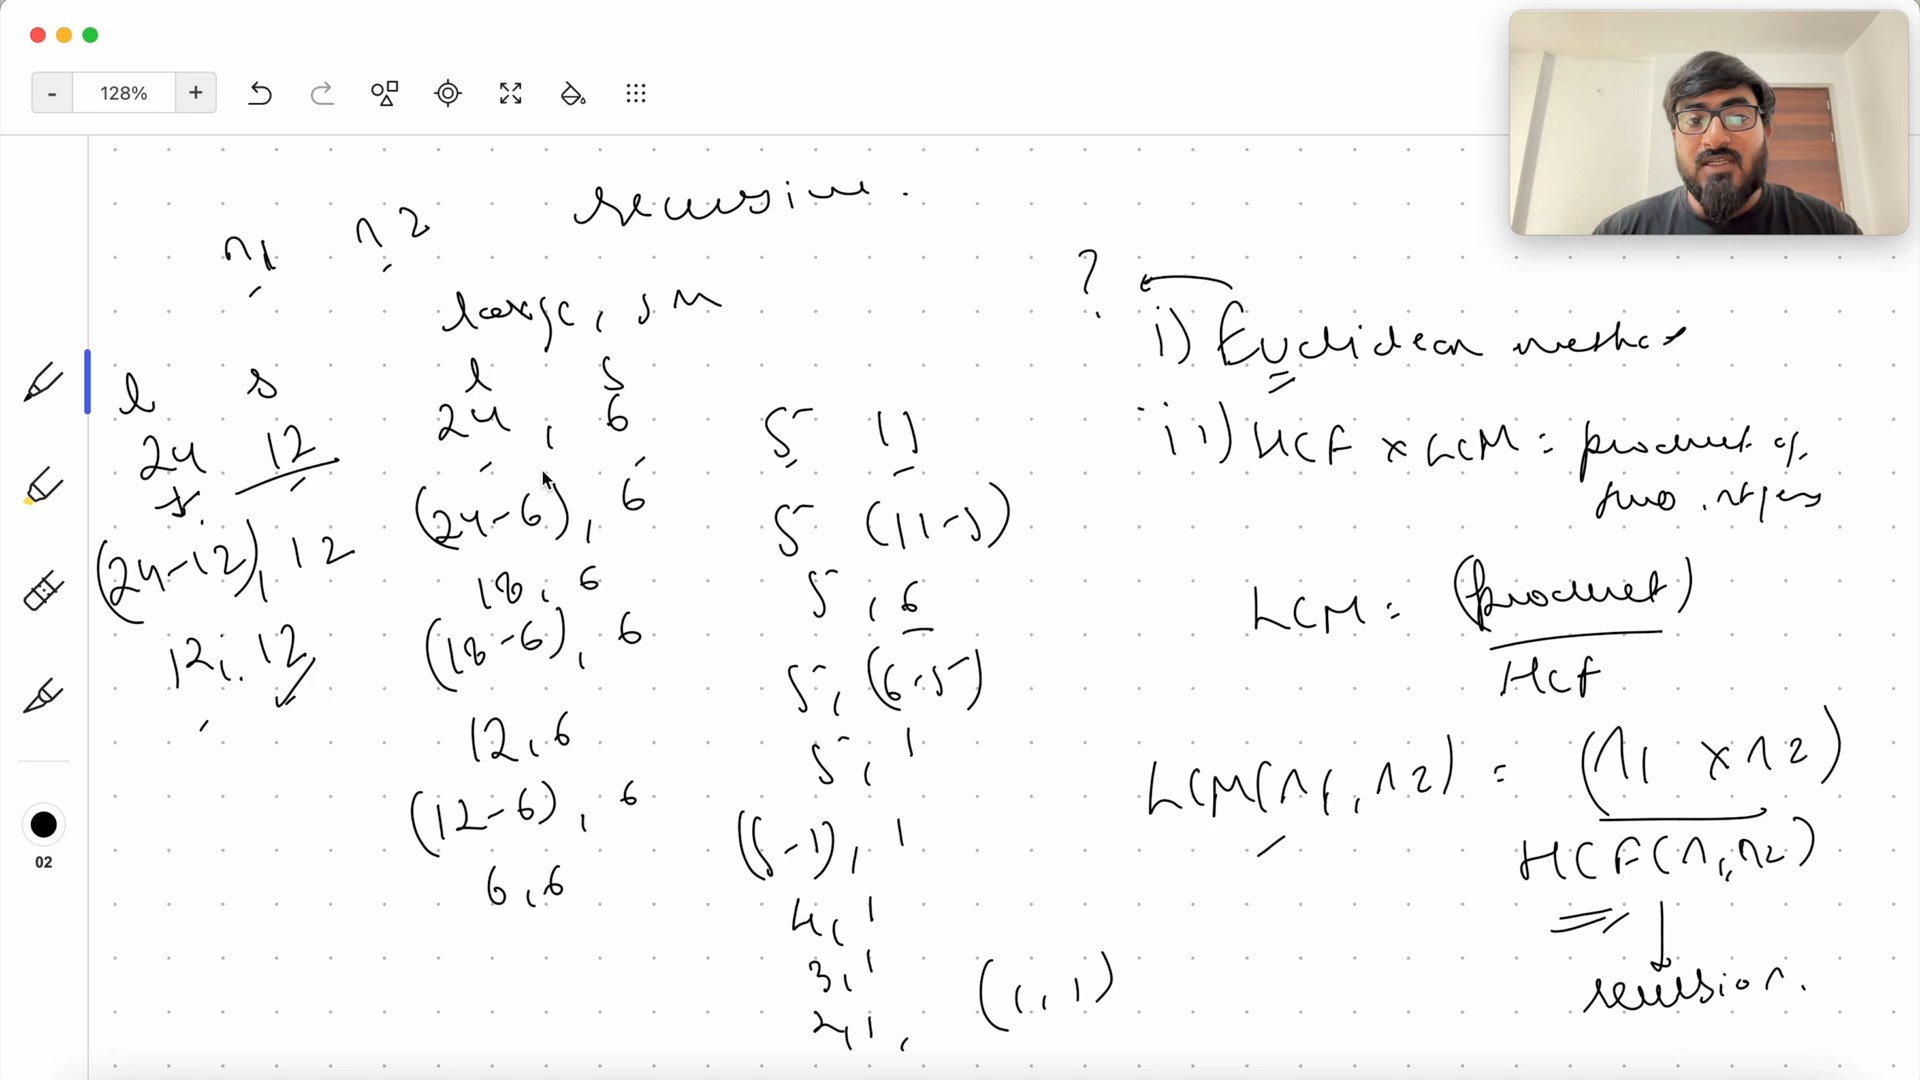 - 128% +
recursive.
n1 n2
large, sm
l s
24 12
(24-12), 12
12, 12
l s
24, 6
(24-6), 6
18, 6
(18-6), 6
12, 6
(12-6), 6
6, 6
5 11
5 (11-5)
5, 6
5, (6-5)
5, 1
(5-1), 1
4, 1
3, 1
2, 1,
(1, 1)
?
i) Euclidean method
ii) HCF x LCM = product of
two
LCM = (product)
HCF
LCM(n1, n2) = (n1 x n2)
HCF(n1, n2)
recursion.
02